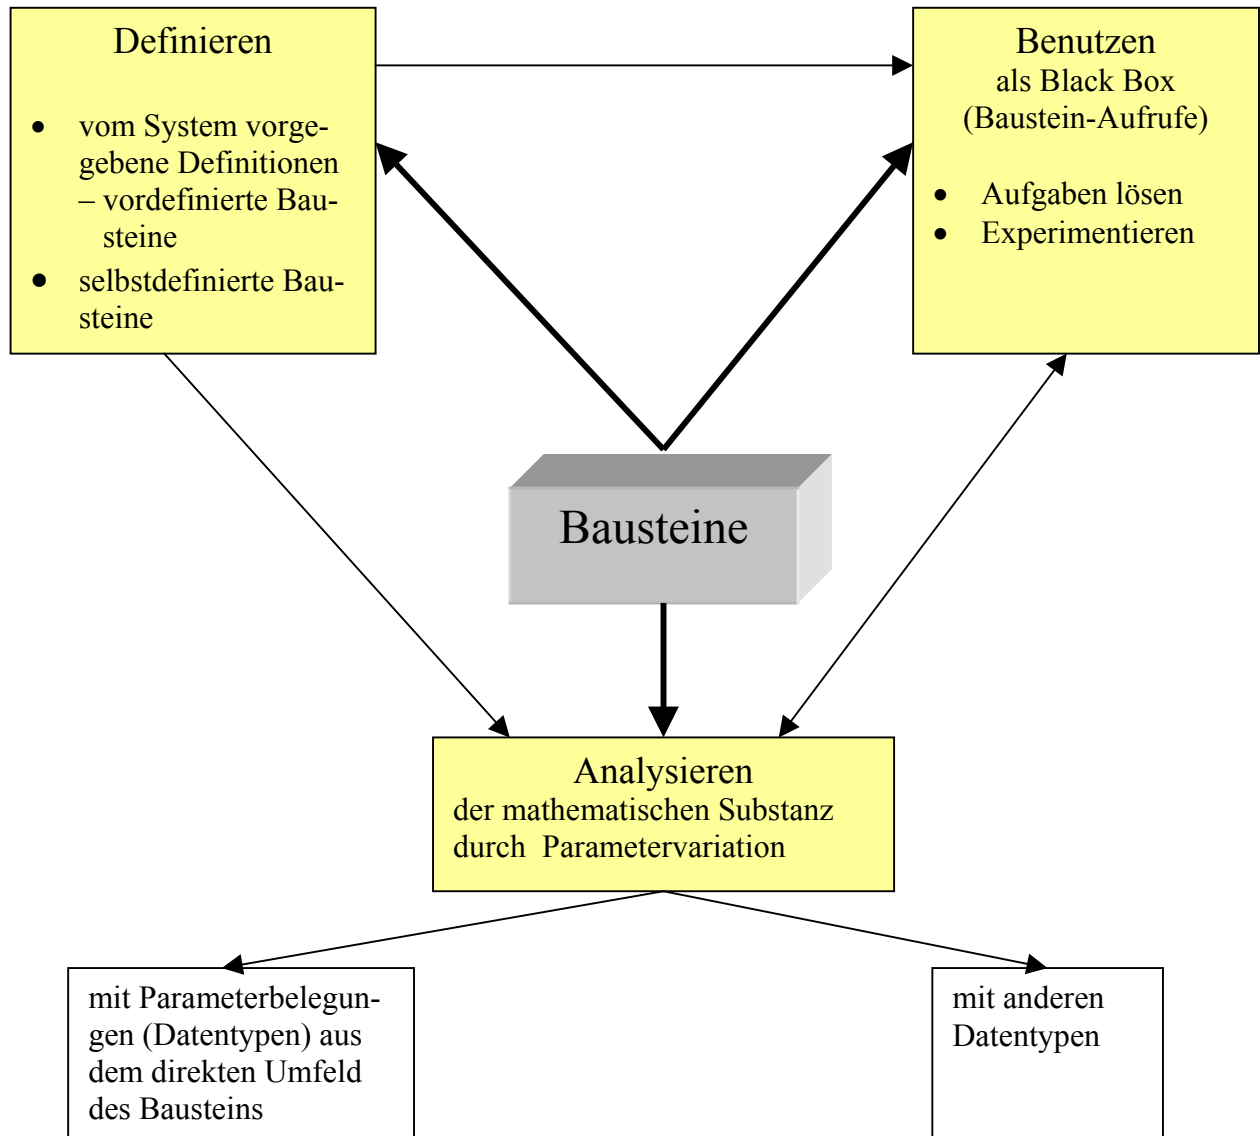 Definieren
• vom System vorge-
gebene Definitionen
– vordefinierte Bau-
steine
• selbstdefinierte Bau-
steine
Benutzen
als Black Box
(Baustein-Aufrufe)
• Aufgaben lösen
• Experimentieren
Bausteine
Analysieren
der mathematischen Substanz
durch Parametervariation
mit Parameterbelegun-
gen (Datentypen) aus
dem direkten Umfeld
des Bausteins
mit anderen
Datentypen